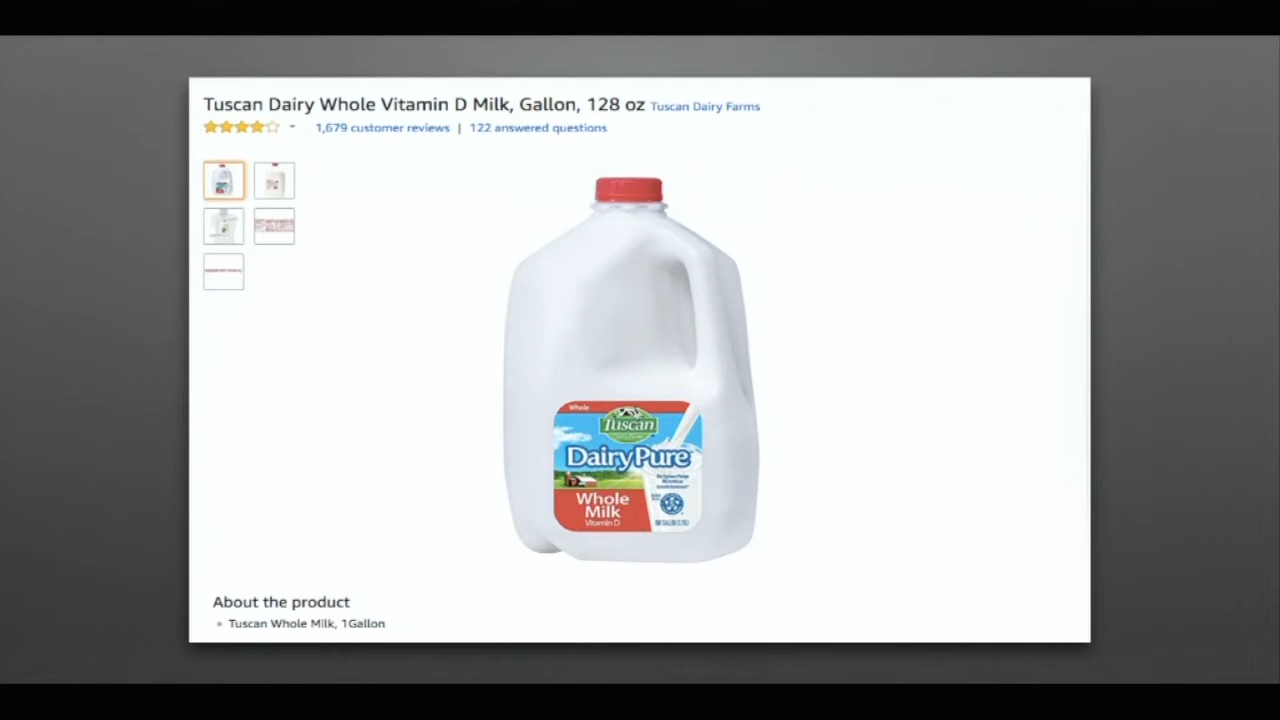 Tuscan Dairy Whole Vitamin D Milk, Gallon, 128 oz Tuscan Dairy Farms
1,679 customer reviews | 122 answered questions
Whole
Tuscan
DairyPure
Whole
Milk
Vitamin D
About the product
Tuscan Whole Milk, 1Gallon